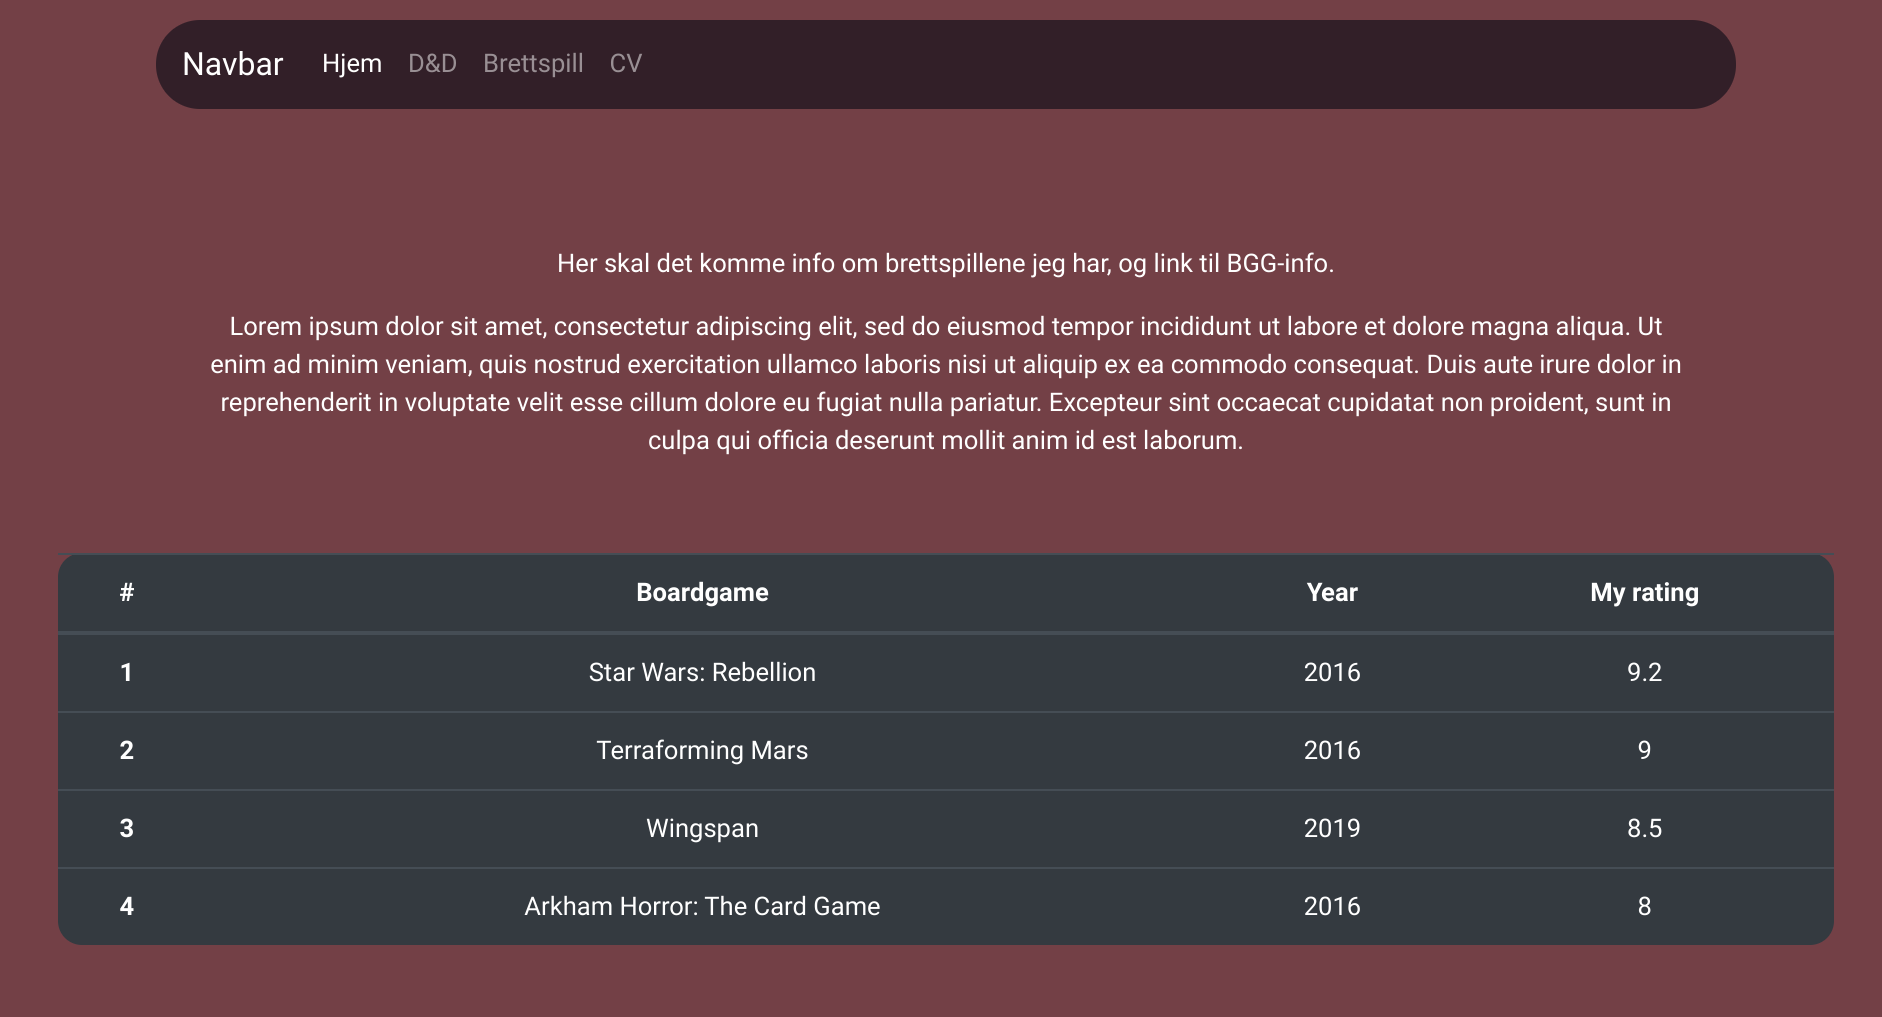 Navbar Hjem D&D Brettspill CV
Her skal det komme info om brettspillene jeg har, og link til BGG-info.
Lorem ipsum dolor sit amet, consectetur adipiscing elit, sed do eiusmod tempor incididunt ut labore et dolore magna aliqua. Ut
enim ad minim veniam, quis nostrud exercitation ullamco laboris nisi ut aliquip ex ea commodo consequat. Duis aute irure dolor in
reprehenderit in voluptate velit esse cillum dolore eu fugiat nulla pariatur. Excepteur sint occaecat cupidatat non proident, sunt in
culpa qui officia deserunt mollit anim id est laborum.
# Boardgame Year My rating
1 Star Wars: Rebellion 2016 9.2
2 Terraforming Mars 2016 9
3 Wingspan 2019 8.5
4 Arkham Horror: The Card Game 2016 8